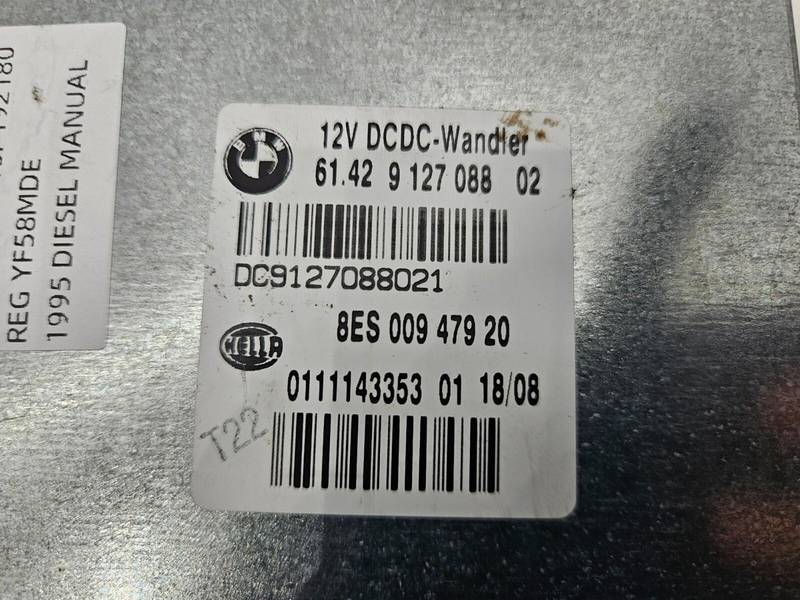 REG YF58MDE
1995 DIESEL MANUAL
BMW
12V DCDC-Wandler
61.42 9 127 088 02
DC9127088021
HELLA
8ES 009 479 20
0111143353 01 18/08
T22